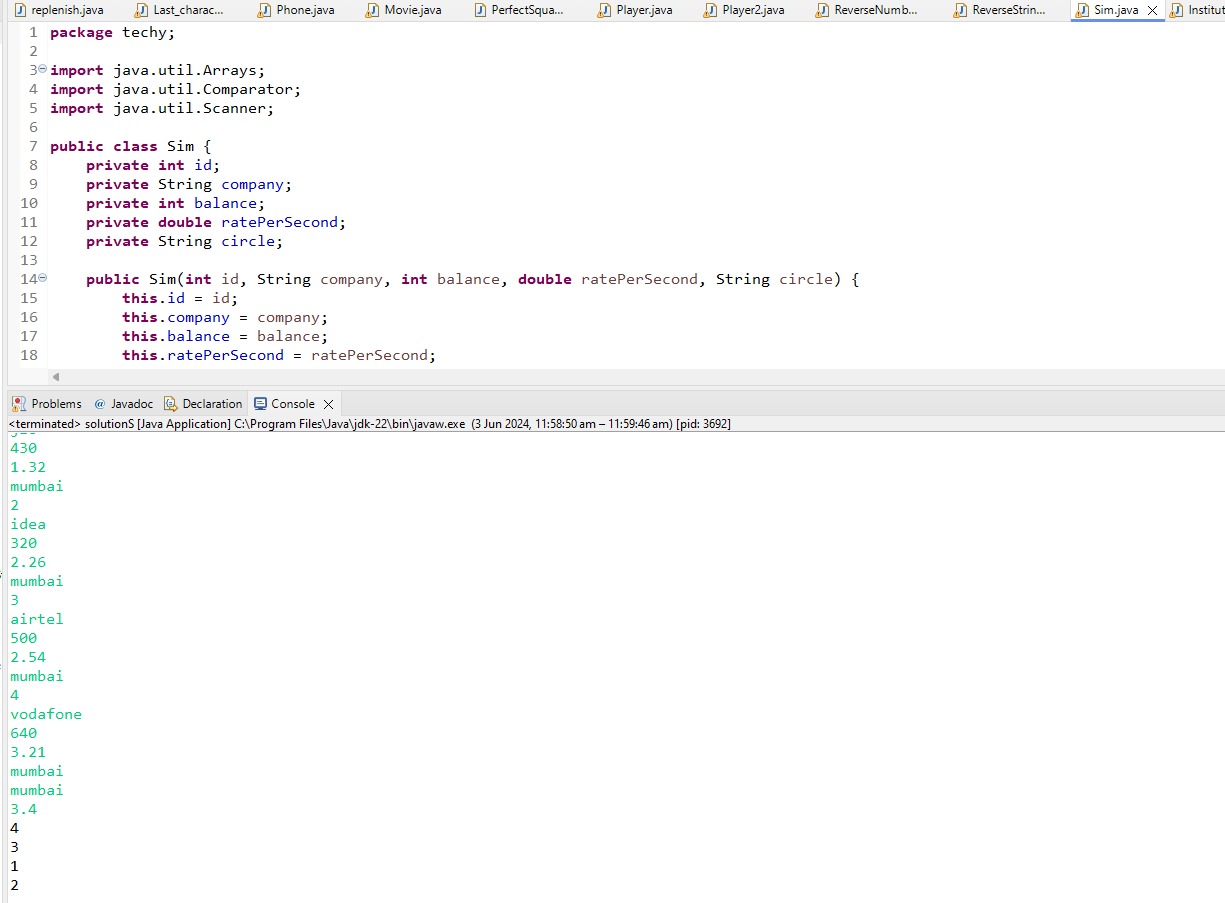 replenish.java Last_charac... Phone.java Movie.java PerfectSqua... Player.java Player2.java ReverseNumb... ReverseStrin... Sim.java Institut
1 package techy;
2
3 import java.util.Arrays;
4 import java.util.Comparator;
5 import java.util.Scanner;
6
7 public class Sim {
8 private int id;
9 private String company;
10 private int balance;
11 private double ratePerSecond;
12 private String circle;
13
14 public Sim(int id, String company, int balance, double ratePerSecond, String circle) {
15 this.id = id;
16 this.company = company;
17 this.balance = balance;
18 this.ratePerSecond = ratePerSecond;
Problems @ Javadoc Declaration Console
<terminated> solutionS [Java Application] C:\Program Files\Java\jdk-22\bin\javaw.exe (3 Jun 2024, 11:58:50 am – 11:59:46 am) [pid: 3692]
430
1.32
mumbai
2
idea
320
2.26
mumbai
3
airtel
500
2.54
mumbai
4
vodafone
640
3.21
mumbai
mumbai
3.4
4
3
1
2